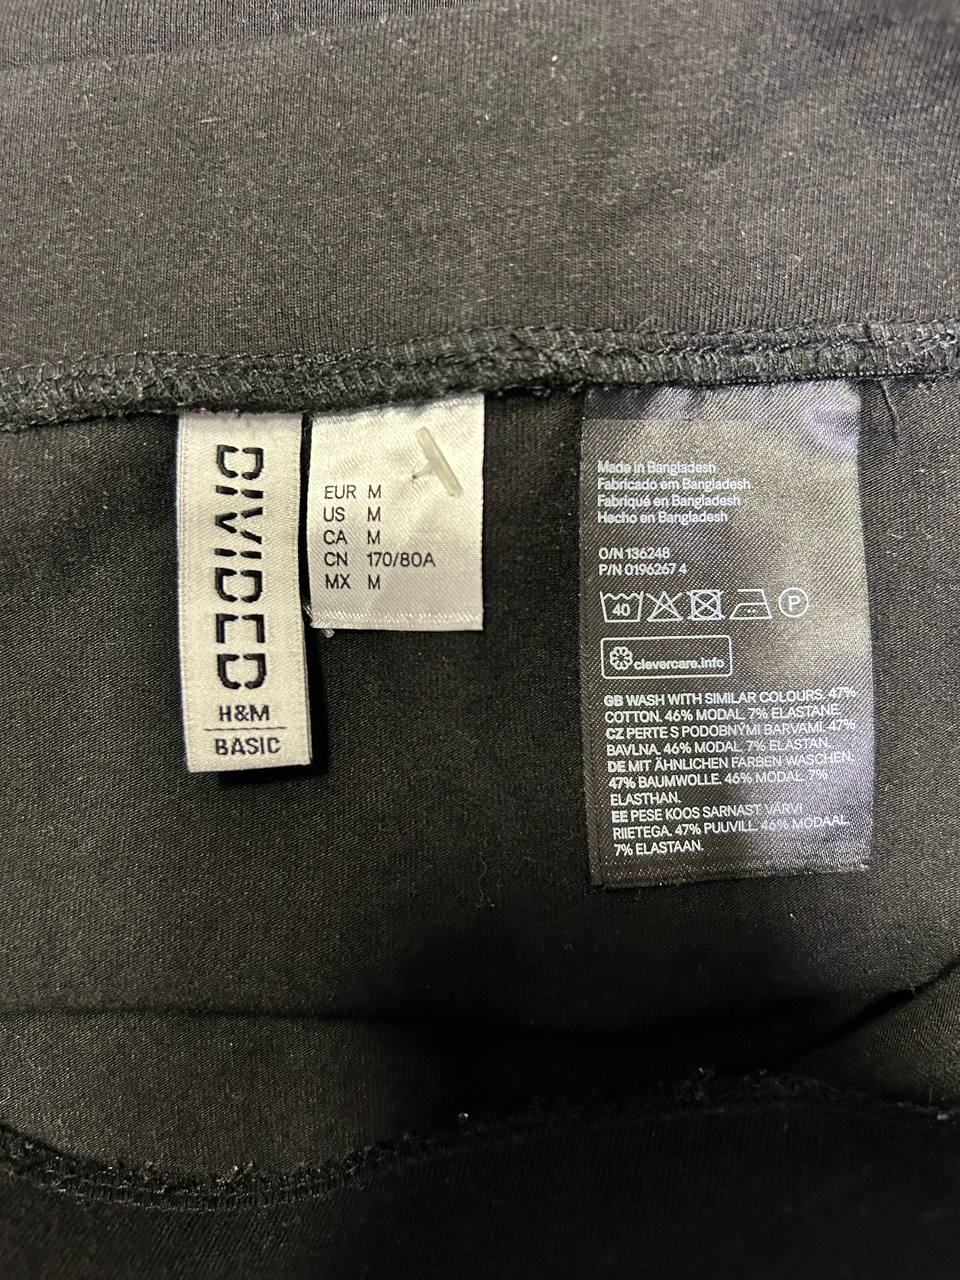 DIVIDED
H&M
BASIC
EUR M
US M
CA M
CN 170/80A
MX M
Made in Bangladesh
Fabricado em Bangladesh
Fabriqué en Bangladesh
Hecho en Bangladesh
O/N 136248
P/N 0196267 4
40
P
clevercare.info
GB WASH WITH SIMILAR COLOURS. 47%
COTTON. 46% MODAL. 7% ELASTANE.
CZ PERTE S PODOBNÝMI BARVAMI. 47%
BAVLNA. 46% MODAL. 7% ELASTAN.
DE MIT ÄHNLICHEN FARBEN WASCHEN.
47% BAUMWOLLE. 46% MODAL. 7%
ELASTHAN.
EE PESE KOOS SARNAST VÄRVI
RIIETEGA. 47% PUUVILL. 46% MODAAL
7% ELASTAAN.